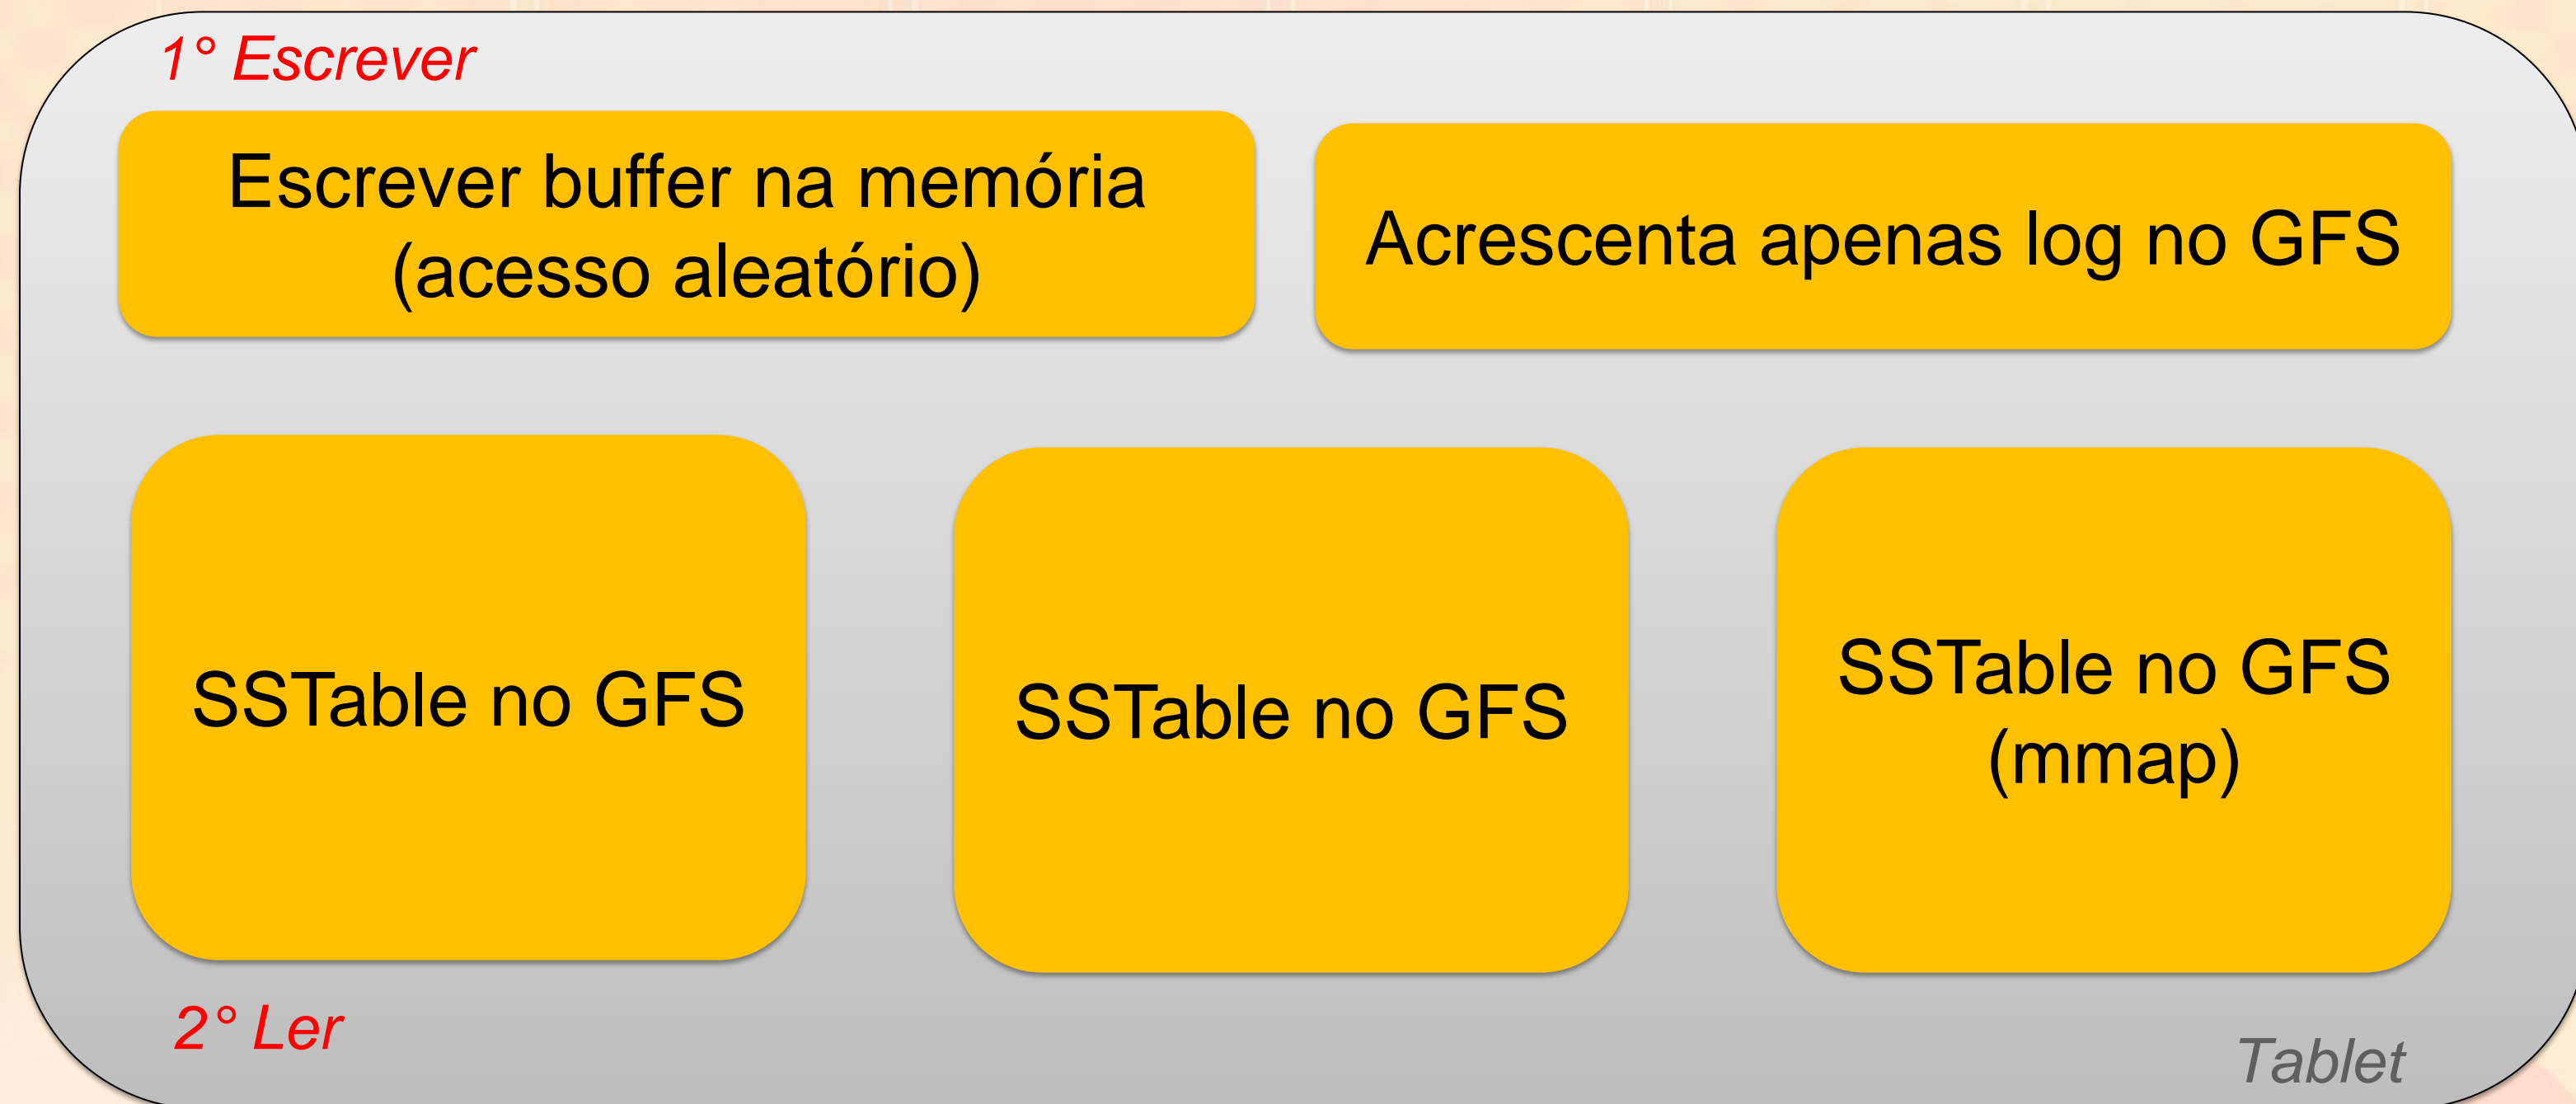 1° Escrever
Escrever buffer na memória
(acesso aleatório)
Acrescenta apenas log no GFS
SSTable no GFS
SSTable no GFS
SSTable no GFS
(mmap)
2° Ler
Tablet